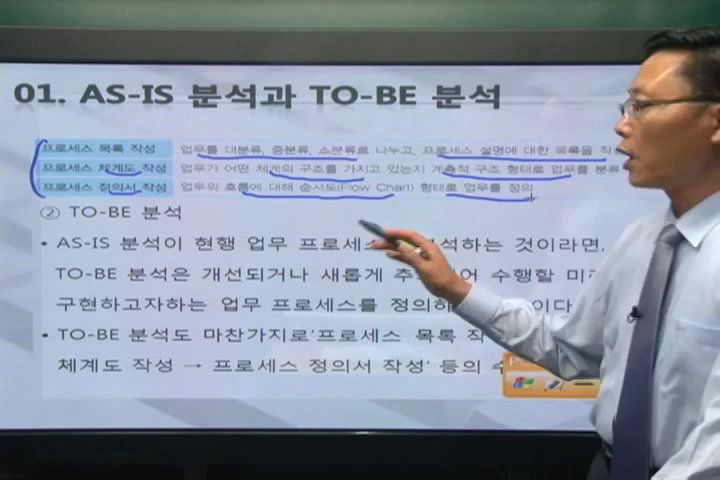 01. AS-IS 분석과 TO-BE 분석
프로세스 목록 작성 업무를 대분류, 중분류, 소분류로 나누고, 프로세스 설명에 대한 목록을 작
프로세스 체계도 작성 업무가 어떤 체계의 구조를 가지고 있는지 계층적 구조 형태로 업무를 분류
프로세스 정의서 작성 업무의 흐름에 대해 순서도(Flow Chart) 형태로 업무를 정의
② TO-BE 분석
• AS-IS 분석이 현행 업무 프로세스 석하는 것이라면,
TO-BE 분석은 개선되거나 새롭게 추 어 수행할 미
구현하고자하는 업무 프로세스를 정의하 이다
• TO-BE 분석도 마찬가지로‘프로세스 목록 작
체계도 작성 → 프로세스 정의서 작성‘ 등의